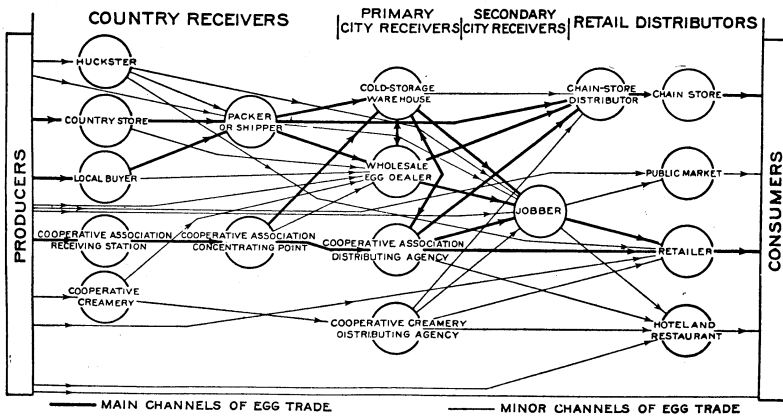 COUNTRY RECEIVERS
PRIMARY
CITY RECEIVERS
SECONDARY
CITY RECEIVERS
RETAIL DISTRIBUTORS
PRODUCERS
HUCKSTER
COUNTRY STORE
LOCAL BUYER
COOPERATIVE ASSOCIATION
RECEIVING STATION
COOPERATIVE
CREAMERY
PACKER
OR SHIPPER
COOPERATIVE ASSOCIATION
CONCENTRATING POINT
COLD-STORAGE
WAREHOUSE
WHOLESALE
EGG DEALER
COOPERATIVE ASSOCIATION
DISTRIBUTING AGENCY
COOPERATIVE CREAMERY
DISTRIBUTING AGENCY
JOBBER
CHAIN-STORE
DISTRIBUTOR
CHAIN STORE
PUBLIC MARKET
RETAILER
HOTEL AND
RESTAURANT
CONSUMERS
MAIN CHANNELS OF EGG TRADE
MINOR CHANNELS OF EGG TRADE